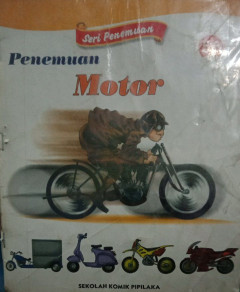 Seri Penemuan
Penemuan
Motor
SEKOLAH KOMIK PIPILAKA